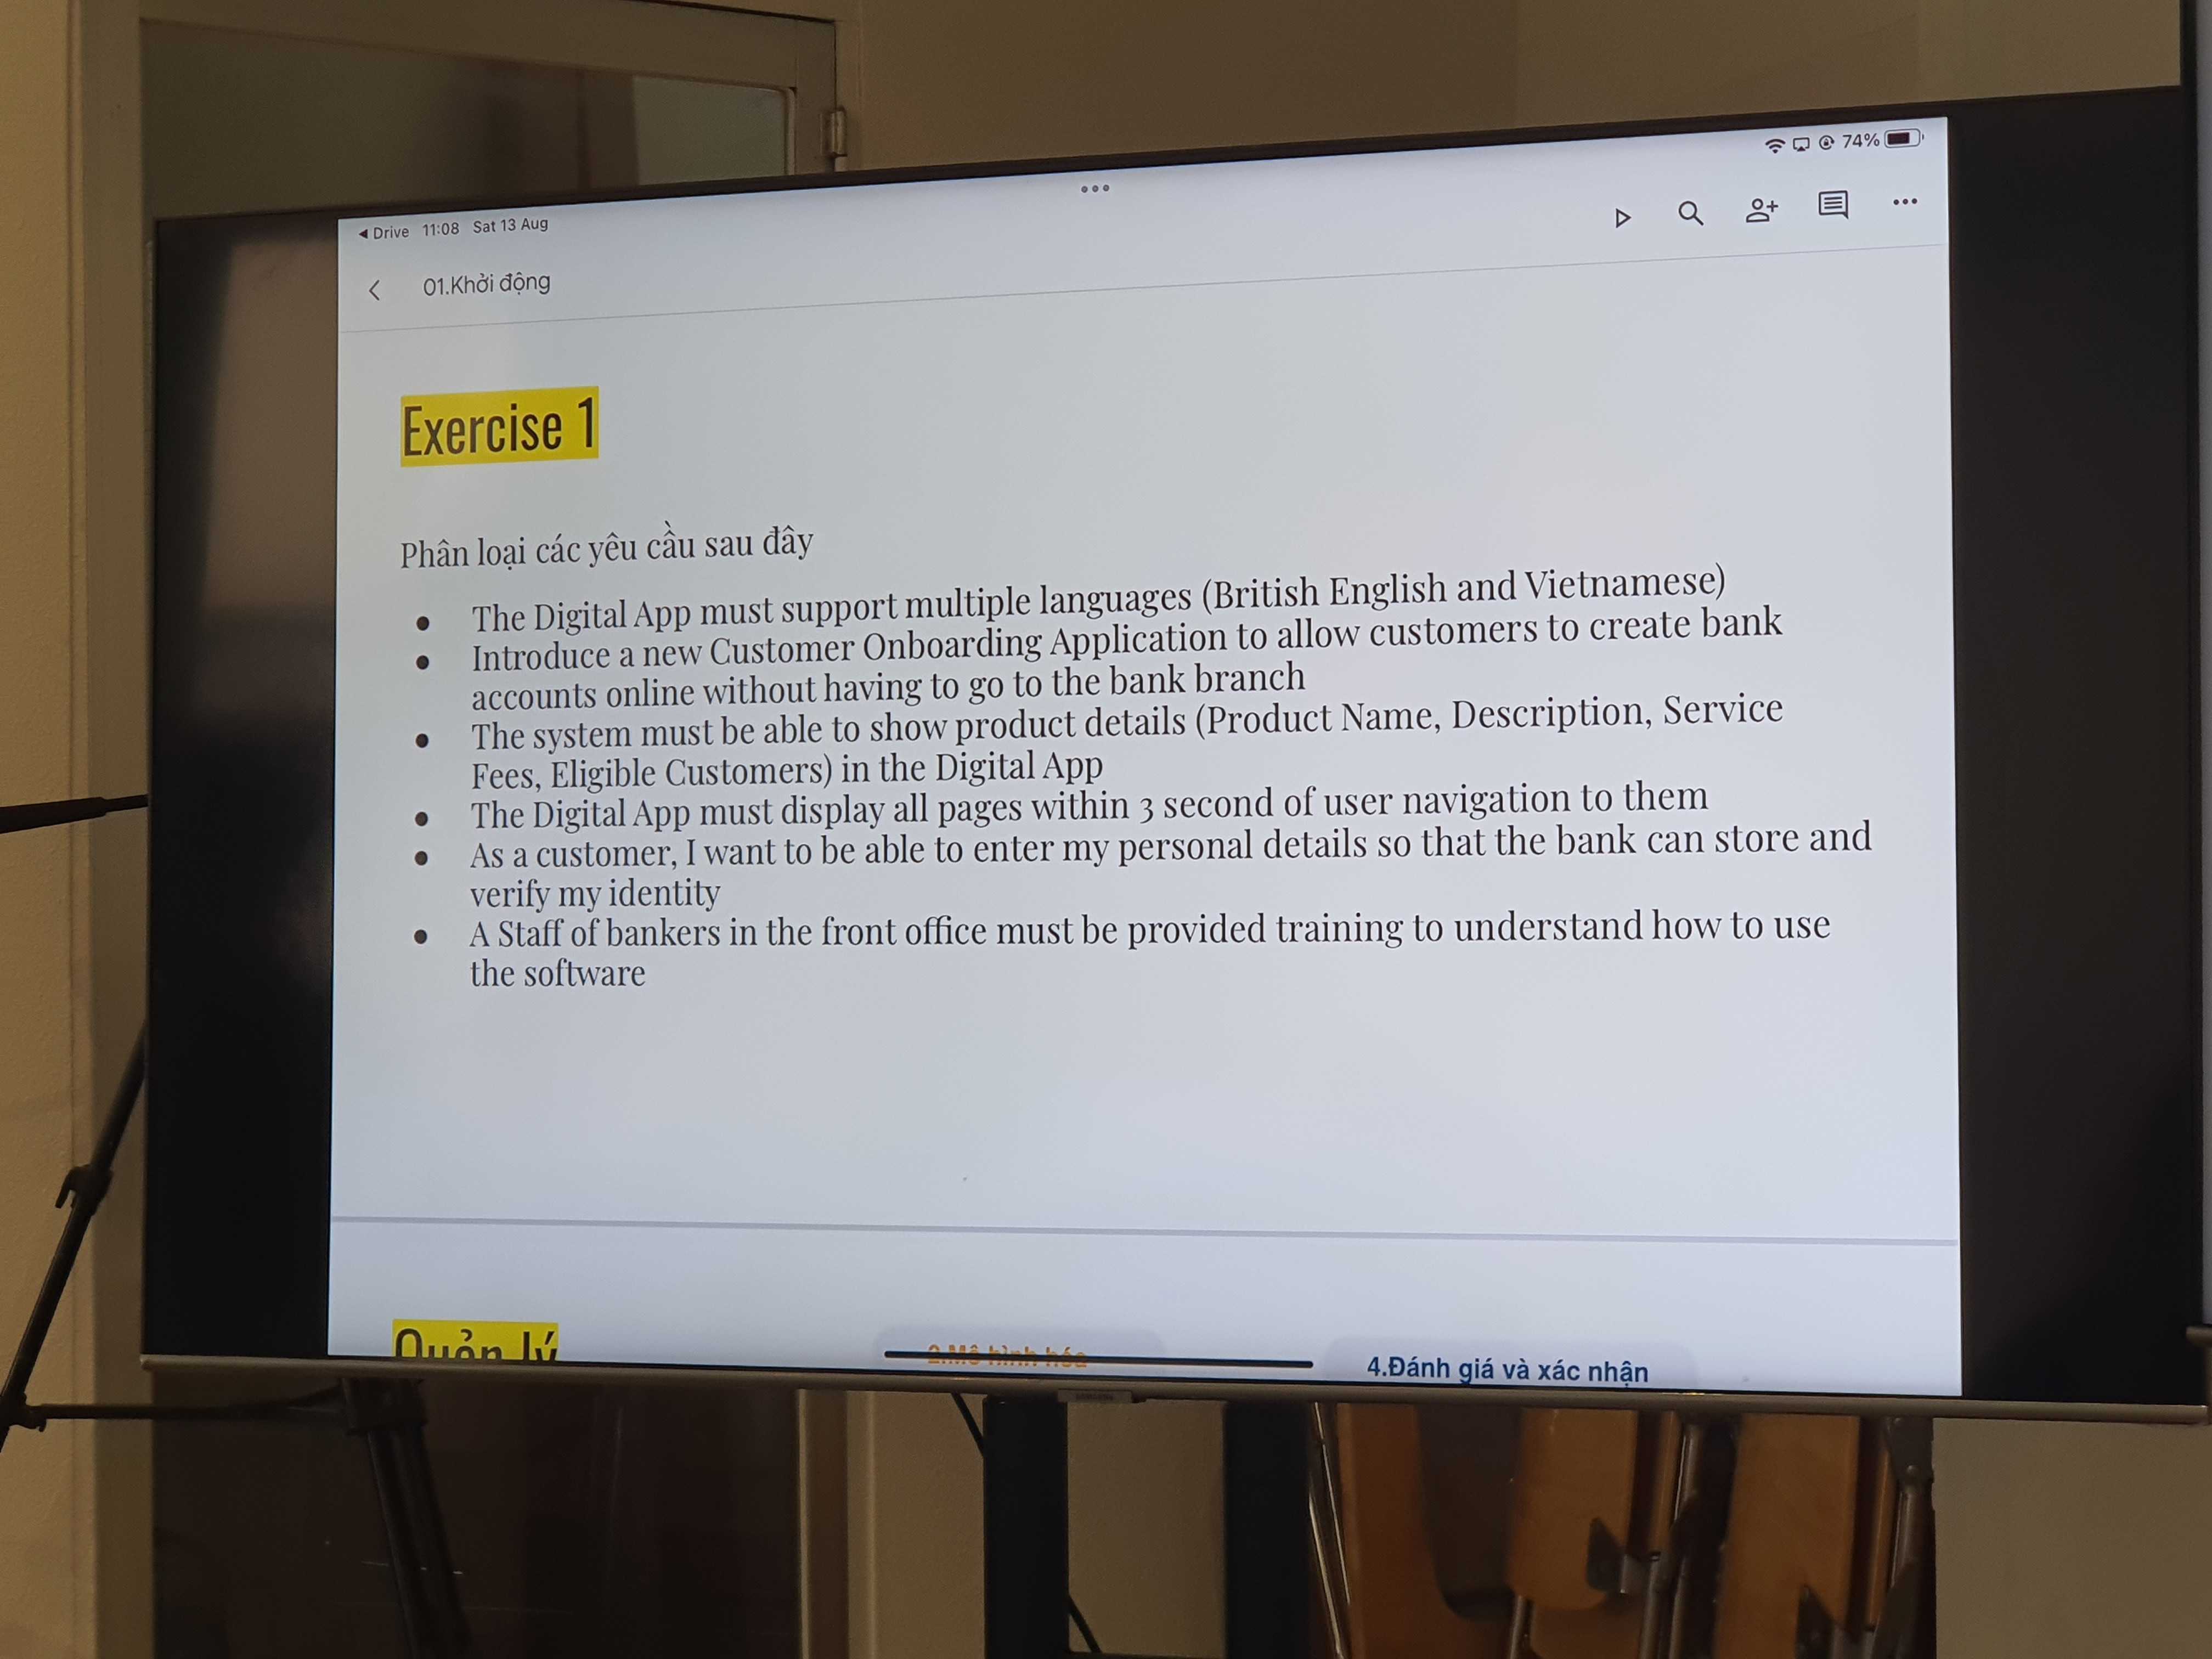 Drive 11:08 Sat 13 Aug
74%
01.Khởi động
Exercise 1
Phân loại các yêu cầu sau đây
The Digital App must support multiple languages (British English and Vietnamese)
Introduce a new Customer Onboarding Application to allow customers to create bank
accounts online without having to go to the bank branch
The system must be able to show product details (Product Name, Description, Service
Fees, Eligible Customers) in the Digital App
The Digital App must display all pages within 3 second of user navigation to them
As a customer, I want to be able to enter my personal details so that the bank can store and
verify my identity
A Staff of bankers in the front office must be provided training to understand how to use
the software
Quản lý
2.Mô hình hóa
4.Đánh giá và xác nhận